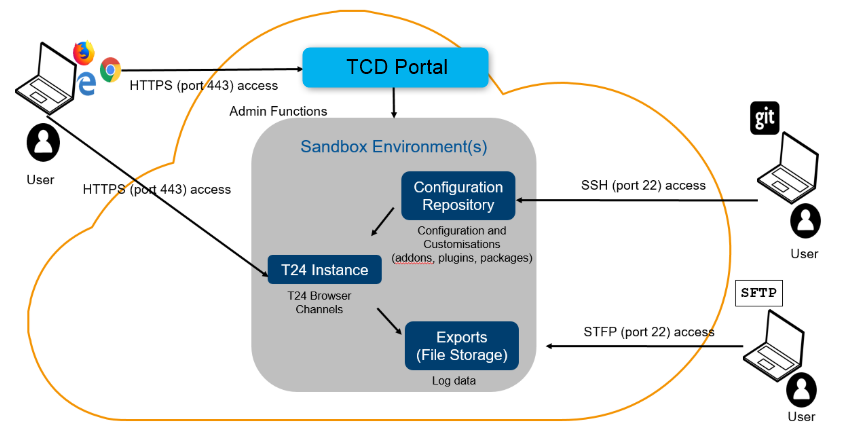 TCD Portal
HTTPS (port 443) access
Admin Functions
git
Sandbox Environment(s)
User
HTTPS (port 443) access
Configuration
Repository
SSH (port 22) access
Configuration and
Customisations
(addons, plugins, packages)
User
T24 Instance
T24 Browser
Channels
SFTP
Exports
(File Storage)
STFP (port 22) access
Log data
User